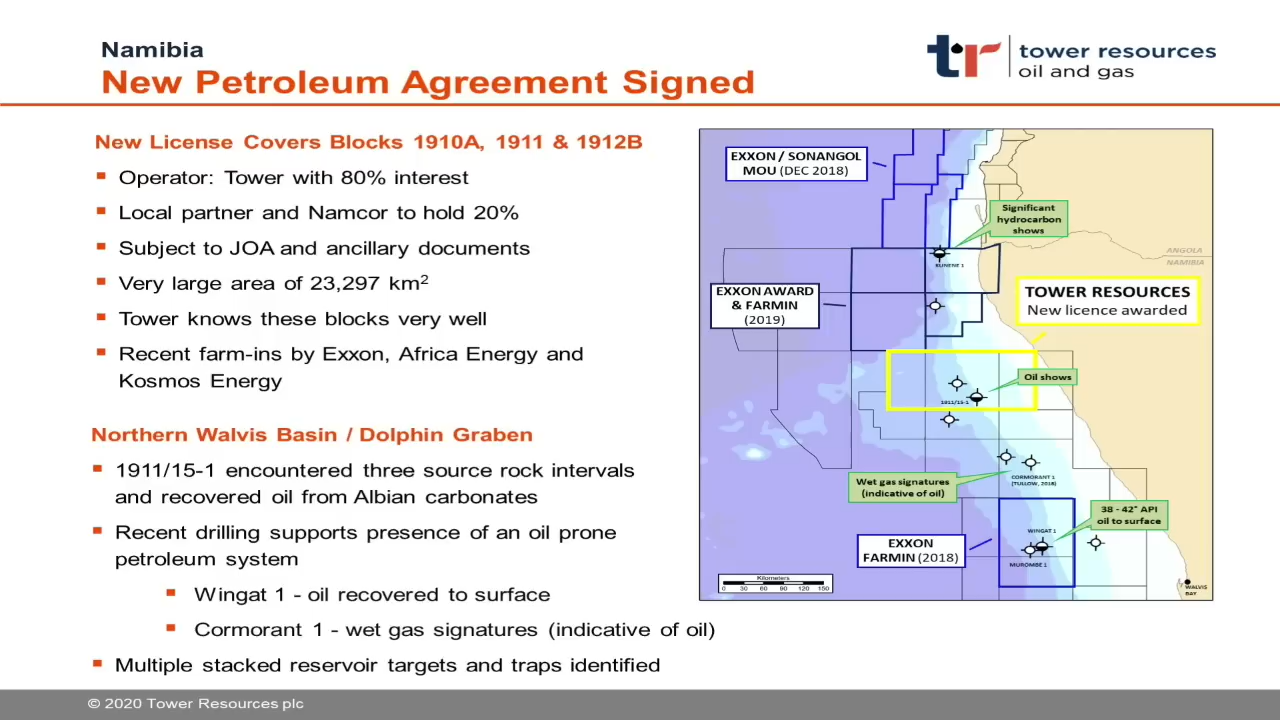 Namibia
New Petroleum Agreement Signed
tr
tower resources
oil and gas
New License Covers Blocks 1910A, 1911 & 1912B
Operator: Tower with 80% interest
Local partner and Namcor to hold 20%
Subject to JOA and ancillary documents
Very large area of 23,297 km²
Tower knows these blocks very well
Recent farm-ins by Exxon, Africa Energy and
Kosmos Energy
Northern Walvis Basin / Dolphin Graben
1911/15-1 encountered three source rock intervals
and recovered oil from Albian carbonates
Recent drilling supports presence of an oil prone
petroleum system
Wingat 1 - oil recovered to surface
Cormorant 1 - wet gas signatures (indicative of oil)
Multiple stacked reservoir targets and traps identified
EXXON / SONANGOL
MOU (DEC 2018)
Significant
hydrocarbon
shows
ANGOLA
NAMIBIA
KUNENE 1
EXXON AWARD
& FARMIN
(2019)
TOWER RESOURCES
New licence awarded
Oil shows
1911/15-1
Wet gas signatures
(indicative of oil)
CORMORANT 1
(TULLOW, 2018)
38 - 42° API
oil to surface
WINGAT 1
EXXON
FARMIN (2018)
MUROMBE 1
Kilometers
0 30 60 90 120 150
WALVIS
BAY
© 2020 Tower Resources plc